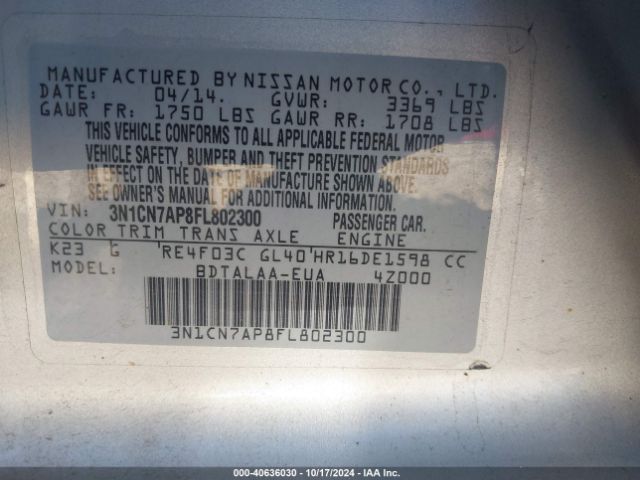 MANUFACTURED BY NISSAN MOTOR CO., LTD.
DATE: 04/14. GVWR: 3369 LBS
GAWR FR: 1750 LBS GAWR RR: 1708 LBS
THIS VEHICLE CONFORMS TO ALL APPLICABLE FEDERAL MOTOR
VEHICLE SAFETY, BUMPER AND THEFT PREVENTION STANDARDS
IN EFFECT ON THE DATE OF MANUFACTURE SHOWN ABOVE.
SEE OWNER'S MANUAL FOR ADDITIONAL INFORMATION.
VIN: 3N1CN7AP8FL802300 PASSENGER CAR.
COLOR TRIM TRANS AXLE ENGINE
K23 G RE4F03C GL40 HR16DE1598 CC
MODEL: BDTALAA-EUA 4Z000
3N1CN7AP8FL802300
000-40636030 | 10/17/2024 | IAA Inc.